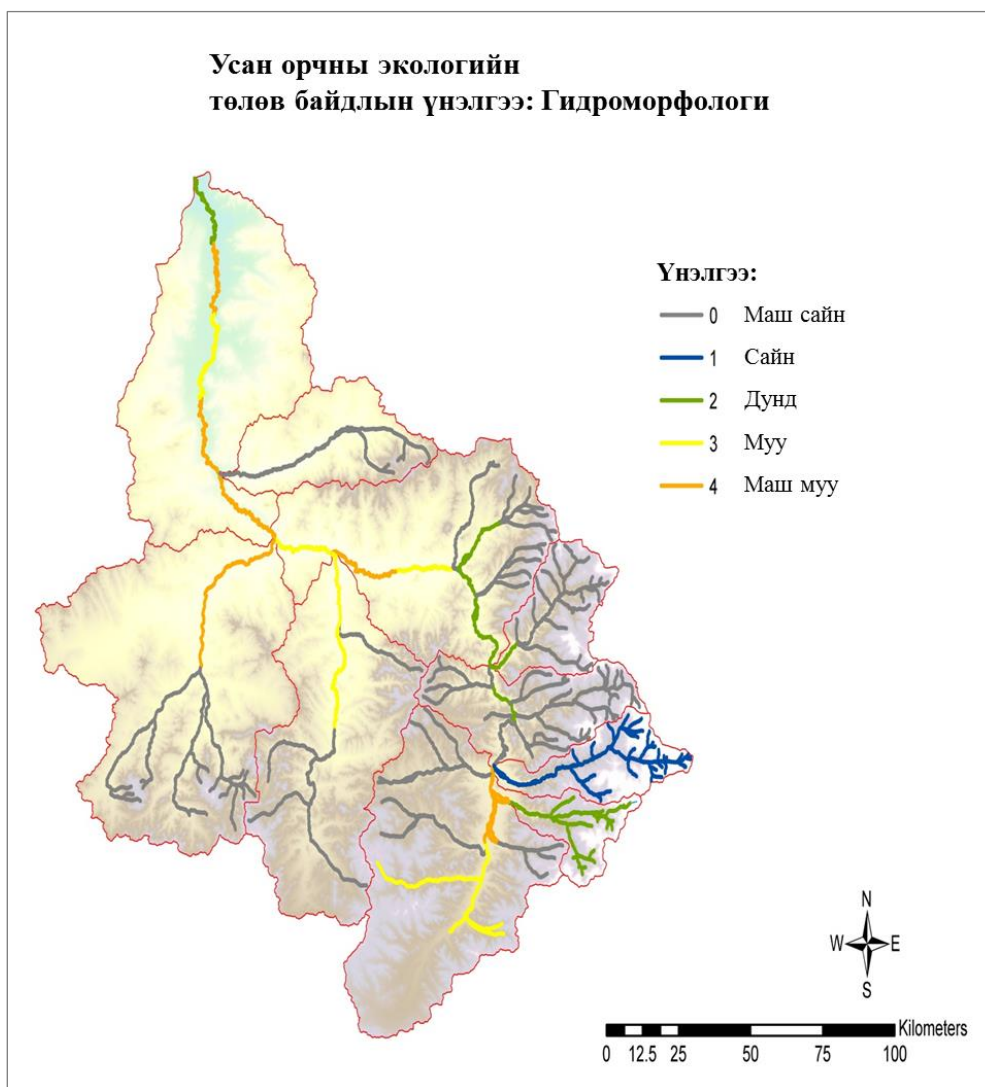 Усан орчны экологийн
төлөв байдлын үнэлгээ: Гидроморфологи
Үнэлгээ:
0 Маш сайн
1 Сайн
2 Дунд
3 Муу
4 Маш муу
N
W E
S
Kilometers
0 12.5 25 50 75 100